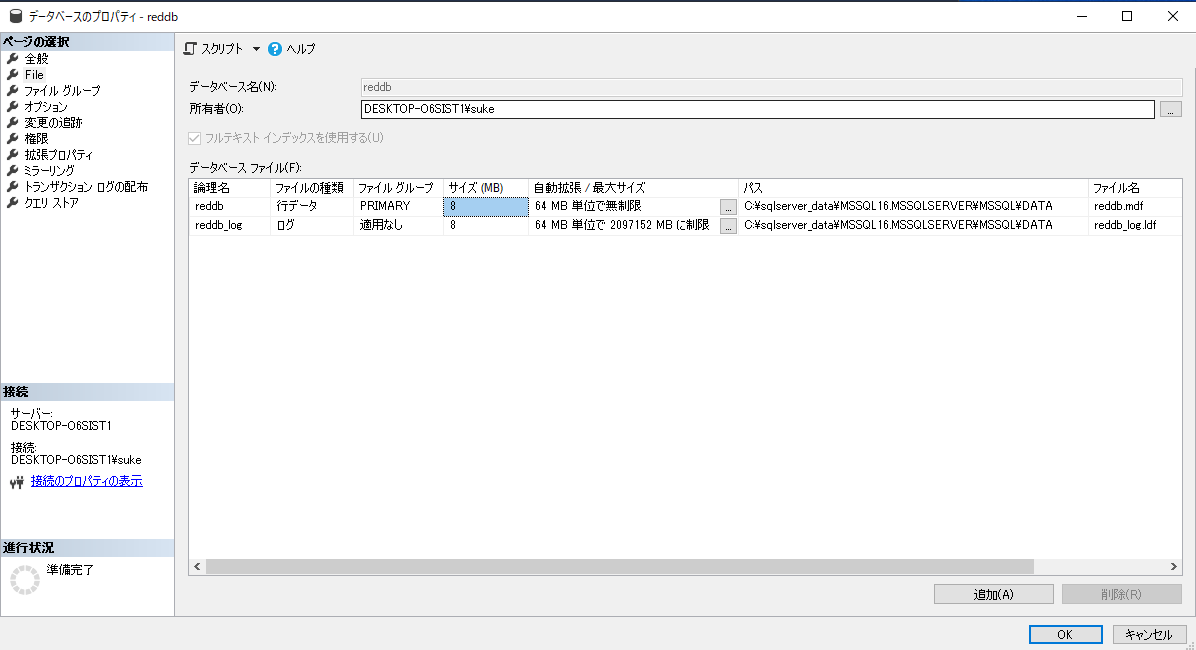 データベースのプロパティ - reddb
ページの選択
全般
File
ファイル グループ
オプション
変更の追跡
権限
拡張プロパティ
ミラーリング
トランザクション ログの配布
クエリ ストア
接続
サーバー:
DESKTOP-O6SIST1
接続:
DESKTOP-O6SIST1¥suke
接続のプロパティの表示
進行状況
準備完了
スクリプト ヘルプ
データベース名(N): reddb
所有者(O): DESKTOP-O6SIST1¥suke ...
フルテキスト インデックスを使用する(U)
データベース ファイル(F):
論理名 ファイルの種類 ファイル グループ サイズ (MB) 自動拡張 / 最大サイズ パス ファイル名
reddb 行データ PRIMARY 8 64 MB 単位で無制限 ... C:¥sqlserver_data¥MSSQL16.MSSQLSERVER¥MSSQL¥DATA reddb.mdf
reddb_log ログ 適用なし 8 64 MB 単位で 2097152 MB に制限 ... C:¥sqlserver_data¥MSSQL16.MSSQLSERVER¥MSSQL¥DATA reddb_log.ldf
追加(A) 削除(R)
OK キャンセル